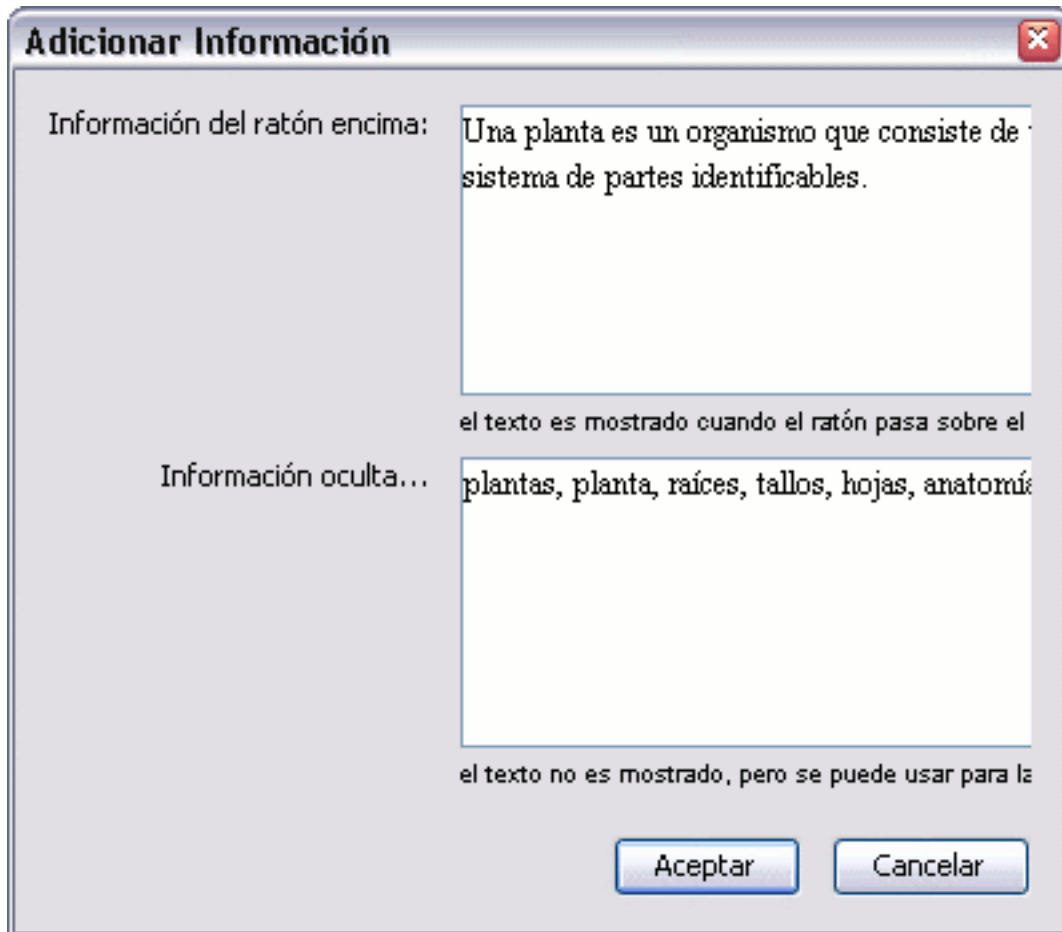 Adicionar Información
Información del ratón encima:
Una planta es un organismo que consiste de
sistema de partes identificables.
el texto es mostrado cuando el ratón pasa sobre el
Información oculta...
plantas, planta, raíces, tallos, hojas, anatomía
el texto no es mostrado, pero se puede usar para
Aceptar
Cancelar